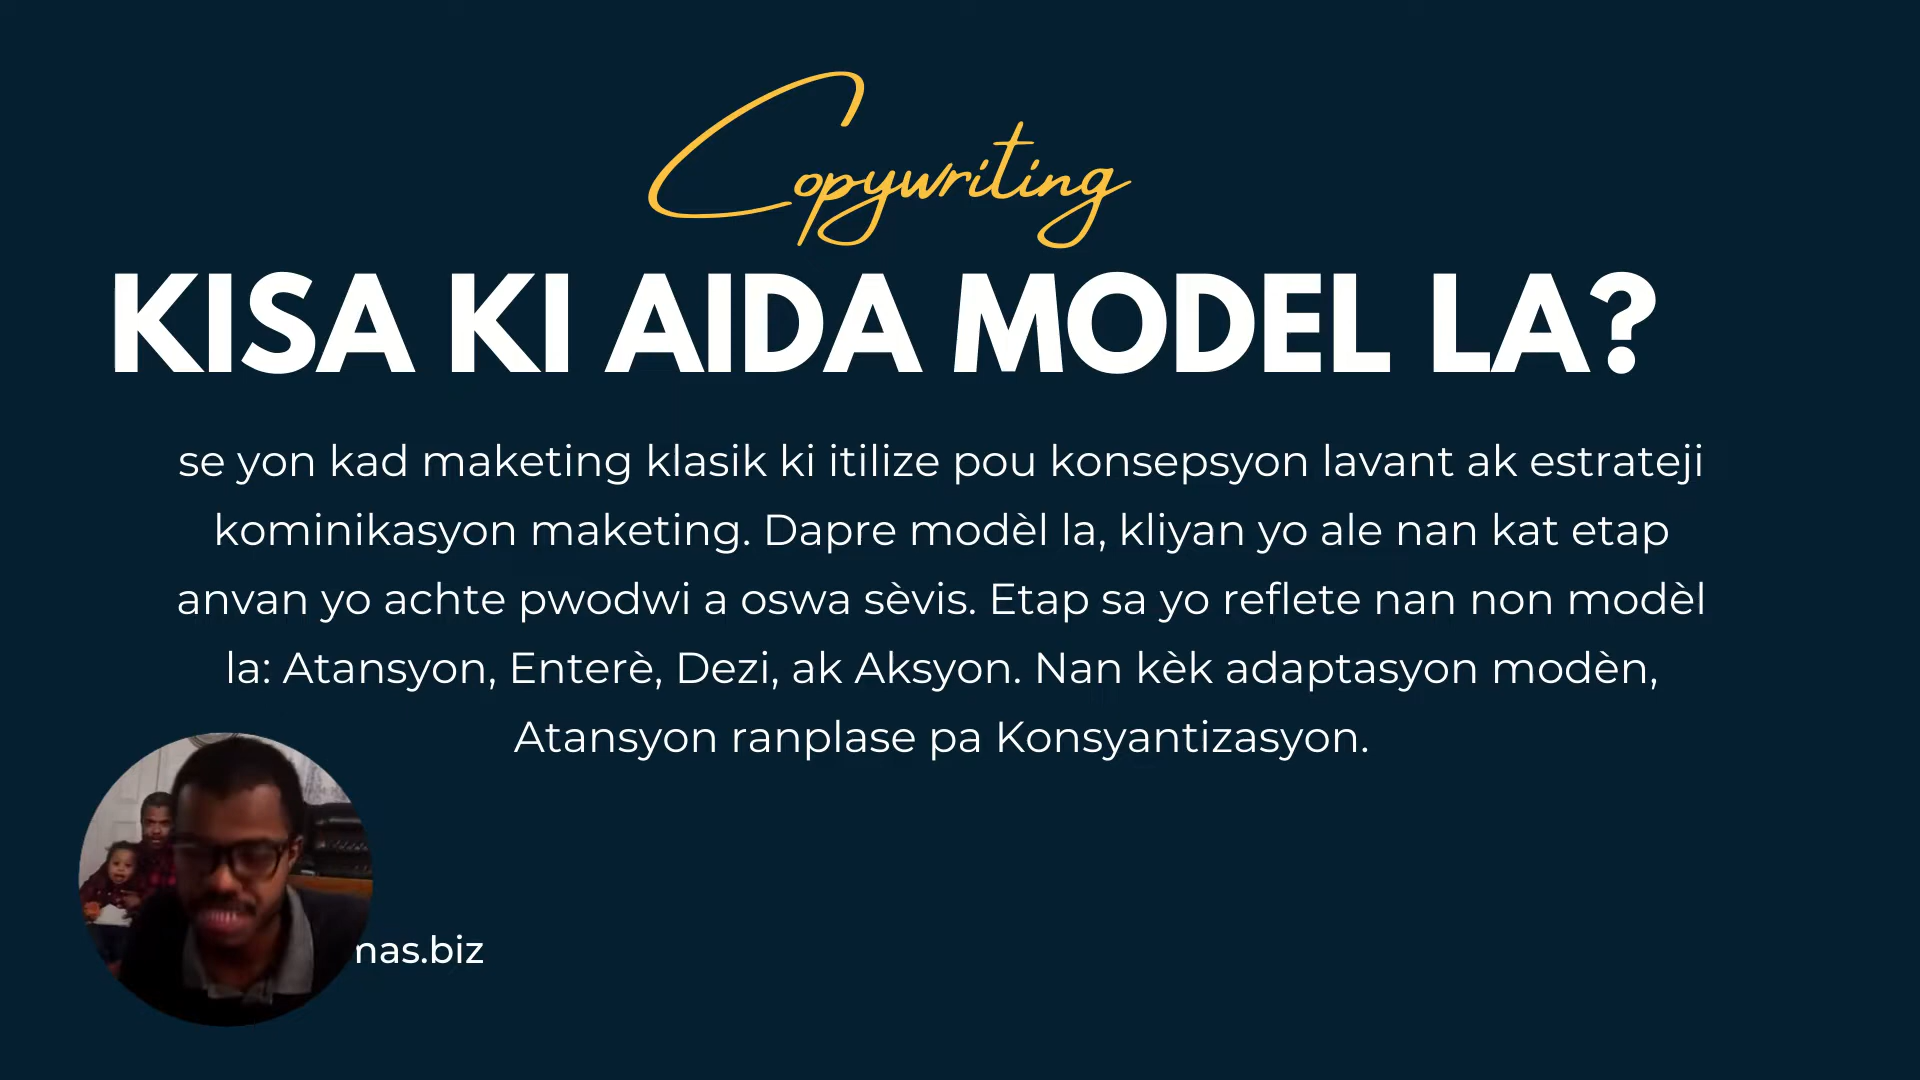 Copywriting
KISA KI AIDA MODEL LA?
se yon kad maketing klasik ki itilize pou konsepsyon lavant ak estrateji
kominikasyon maketing. Dapre modèl la, kliyan yo ale nan kat etap
anvan yo achte pwodwi a oswa sèvis. Etap sa yo reflete nan non modèl
la: Atansyon, Enterè, Dezi, ak Aksyon. Nan kèk adaptasyon modèn,
Atansyon ranplase pa Konsyantizasyon.